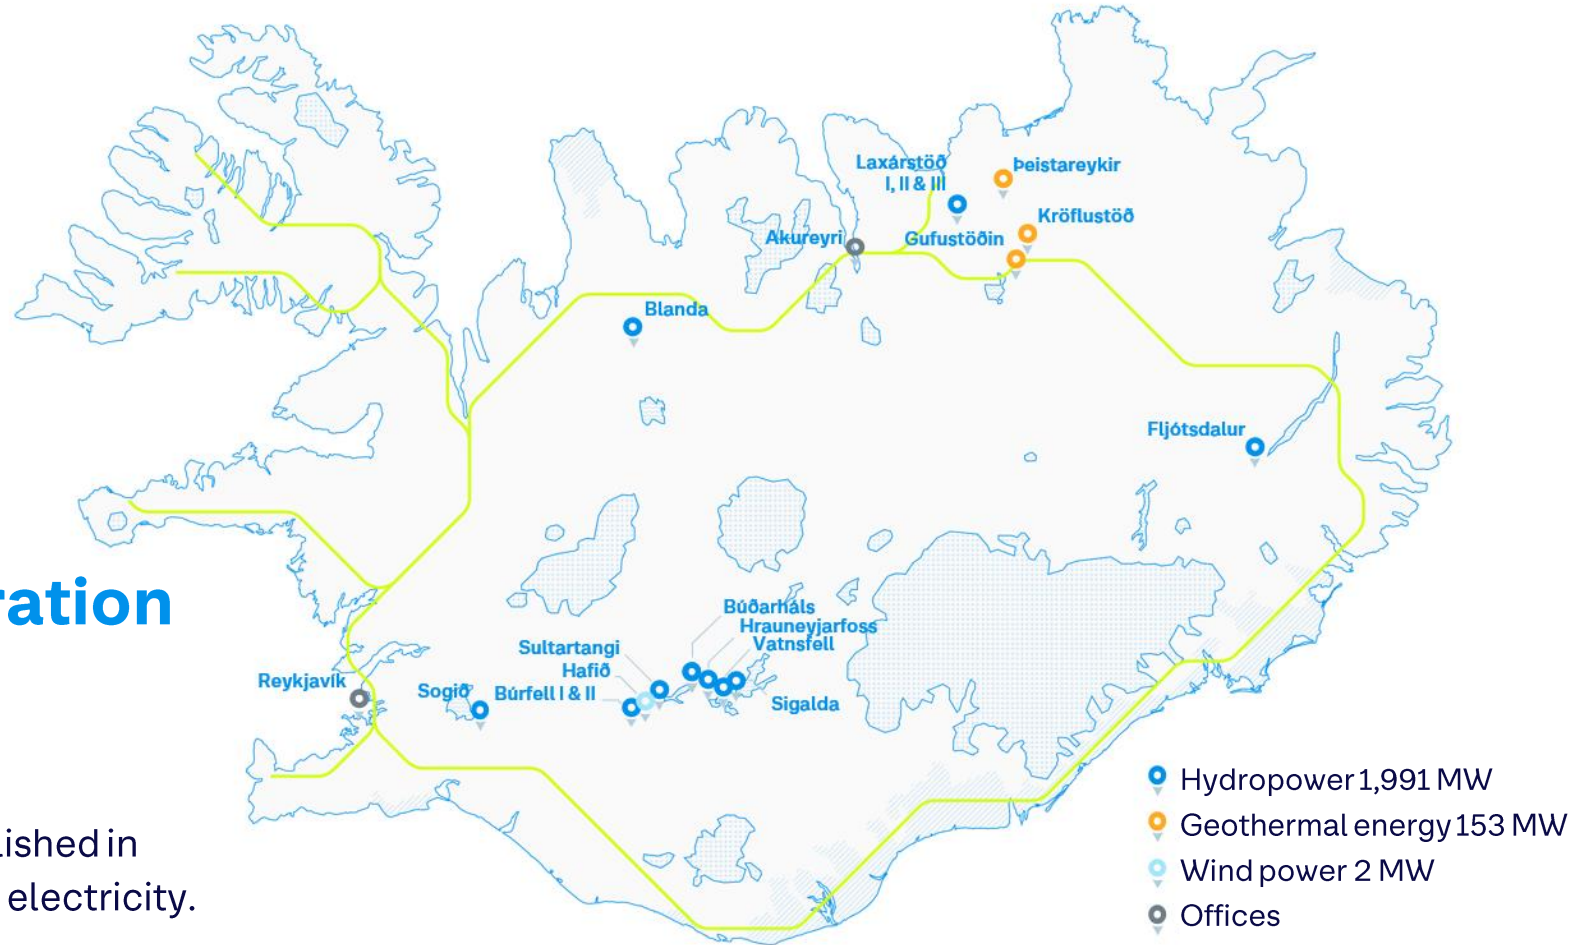 Laxárstöð
I, II & III
Þeistareykir
Kröflustöð
Akureyri
Gufustöðin
Blanda
Fljótsdalur
ration
Búðarháls
Hrauneyjarfoss
Vatnsfell
Sultartangi
Hafið
Búrfell I & II
Sogið
Reykjavík
Sigalda
Hydropower 1,991 MW
Geothermal energy 153 MW
Wind power 2 MW
Offices
lished in
electricity.